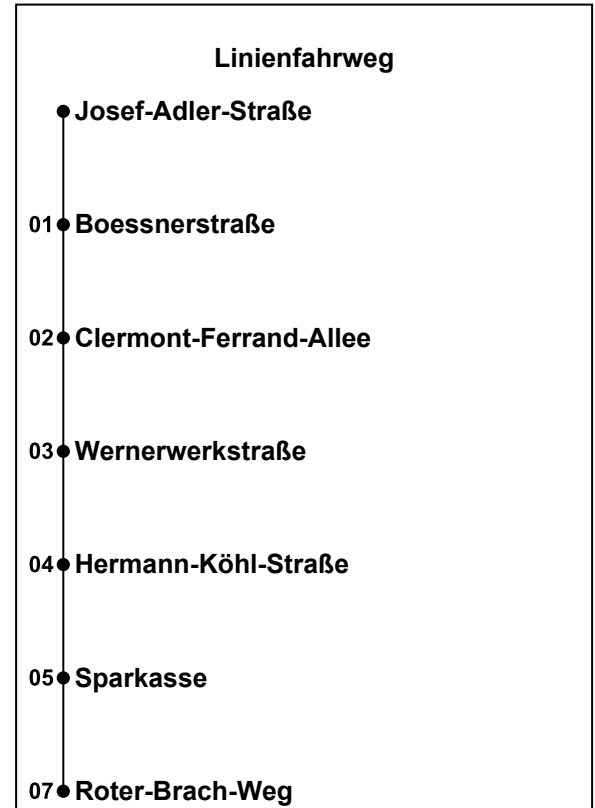 Linienfahrweg
Josef-Adler-Straße
01 Boessnerstraße
02 Clermont-Ferrand-Allee
03 Wernerwerkstraße
04 Hermann-Köhl-Straße
05 Sparkasse
07 Roter-Brach-Weg